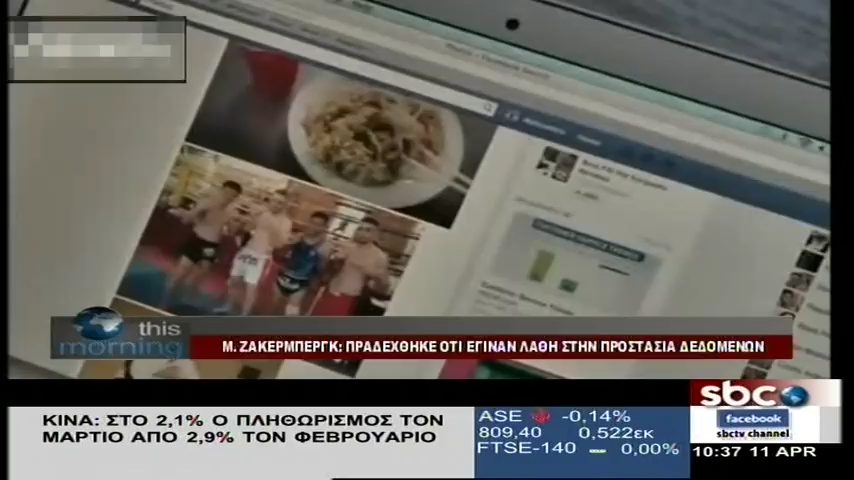 this
morning
Μ. ΖΑΚΕΡΜΠΕΡΓΚ: ΠΡΑΔΕΧΘΗΚΕ ΟΤΙ ΕΓΙΝΑΝ ΛΑΘΗ ΣΤΗΝ ΠΡΟΣΤΑΣΙΑ ΔΕΔΟΜΕΝΩΝ
sbc
ΚΙΝΑ: ΣΤΟ 2,1% Ο ΠΛΗΘΩΡΙΣΜΟΣ ΤΟΝ
ΜΑΡΤΙΟ ΑΠΟ 2,9% ΤΟΝ ΦΕΒΡΟΥΑΡΙΟ
ASE -0,14%
809,40 0,522εκ
FTSE-140 0,00%
facebook
sbctv channel
10:37 11 APR